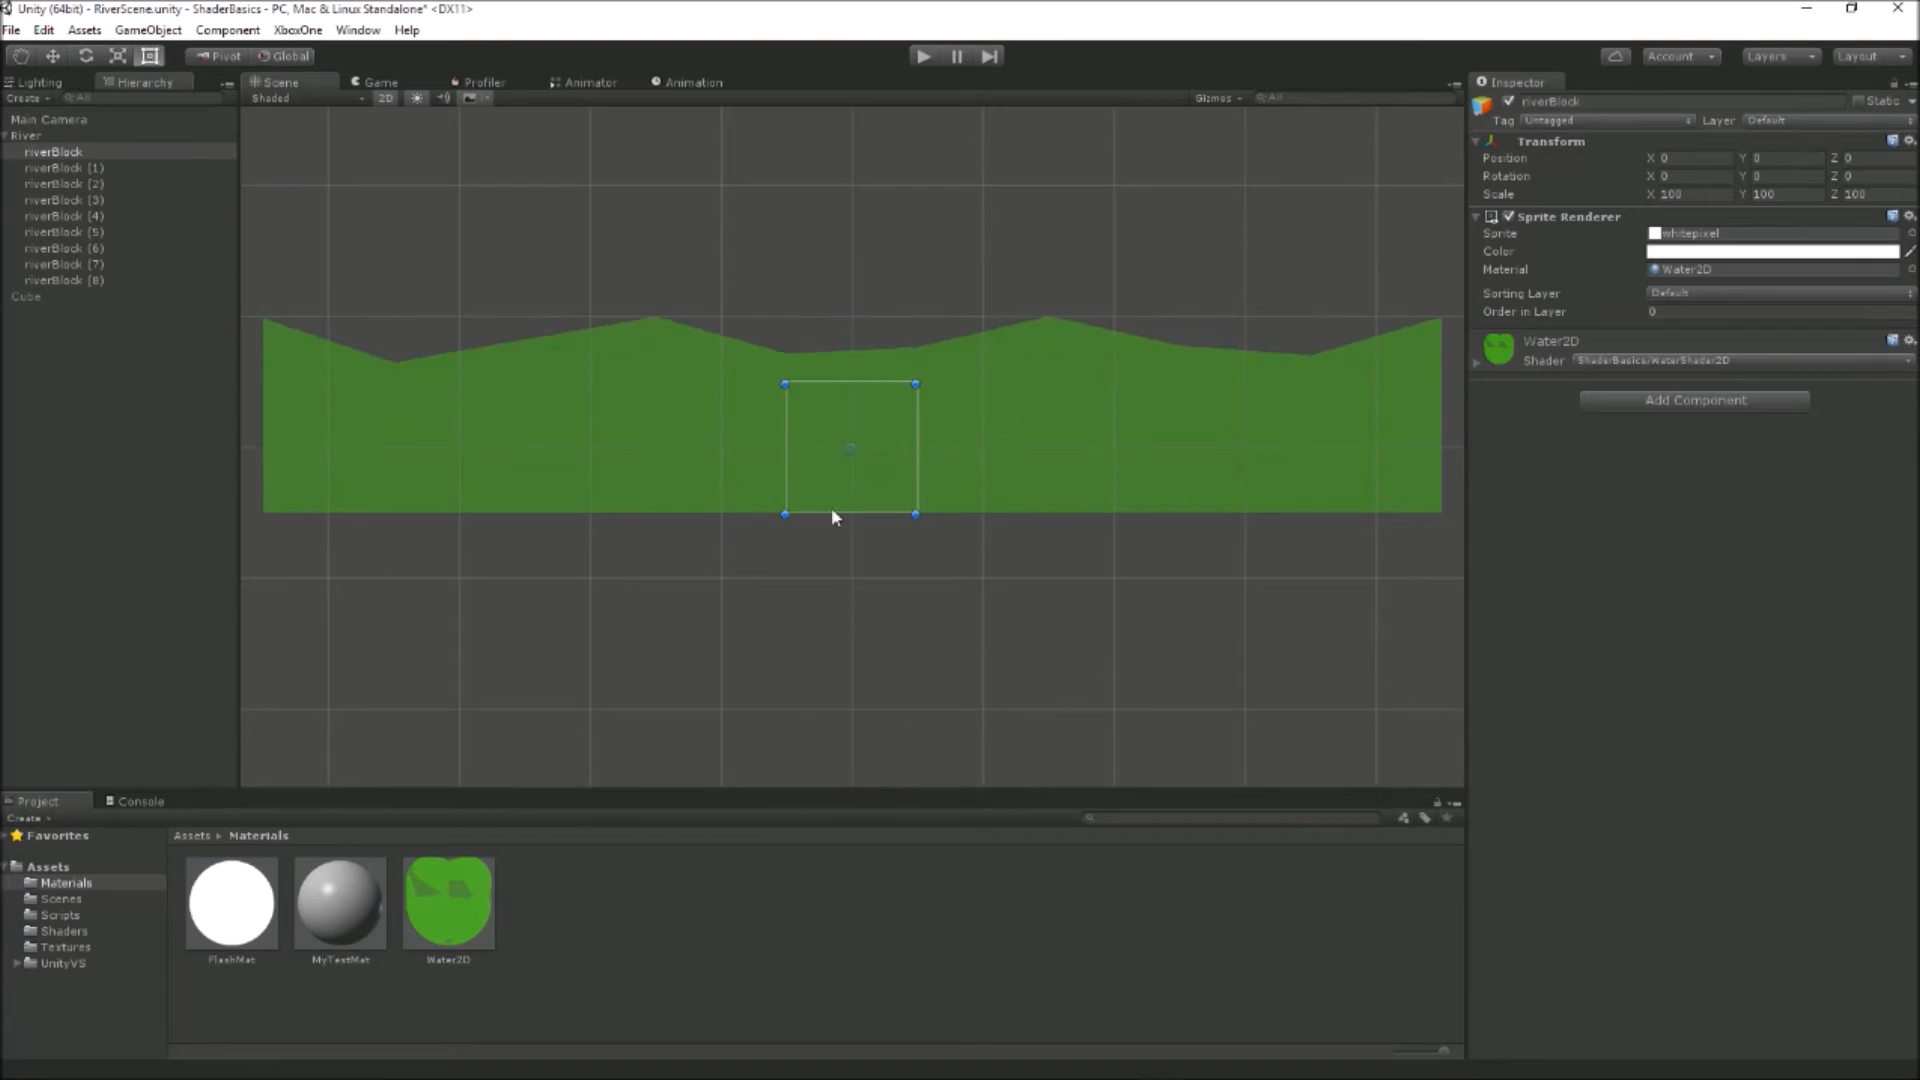 Unity (64bit) - RiverScene.unity - ShaderBasics - PC, Mac & Linux Standalone* <DX11>
File Edit Assets GameObject Component XboxOne Window Help
Pivot Global Account Layers Layout
Lighting Hierarchy Scene Game Profiler Animator Animation Inspector
Create All Shaded 2D Gizmos All
riverBlock Static
Tag Untagged Layer Default
Main Camera
River
riverBlock
riverBlock (1)
riverBlock (2)
riverBlock (3)
riverBlock (4)
riverBlock (5)
riverBlock (6)
riverBlock (7)
riverBlock (8)
Cube
Transform
Position X 0 Y 0 Z 0
Rotation X 0 Y 0 Z 0
Scale X 100 Y 100 Z 100
Sprite Renderer
Sprite whitepixel
Color
Material Water2D
Sorting Layer Default
Order in Layer 0
Water2D
Shader ShaderBasics/WaterShader2D
Add Component
Project Console
Create
Favorites
Assets
Materials
Scenes
Scripts
Shaders
Textures
UnityVS
Assets Materials
FlashMat MyTestMat Water2D